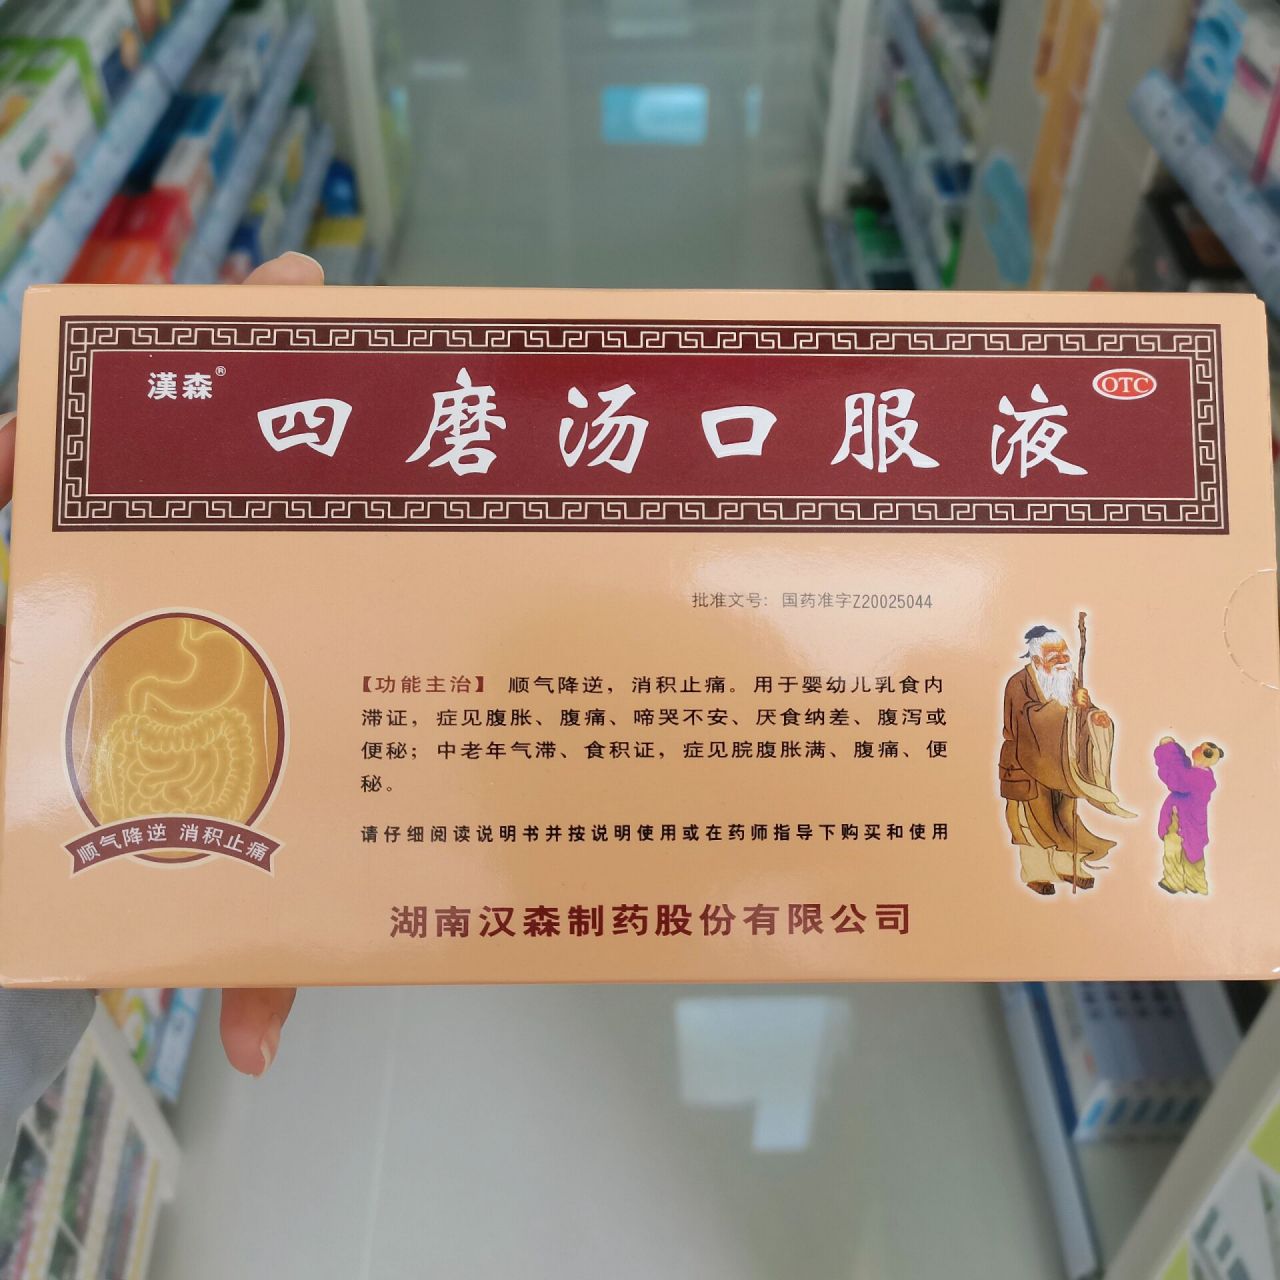 漢森®
四磨汤口服液
OTC
批准文号：国药准字Z20025044
【功能主治】 顺气降逆，消积止痛。用于婴幼儿乳食内
滞证，症见腹胀、腹痛、啼哭不安、厌食纳差、腹泻或
便秘；中老年气滞、食积证，症见脘腹胀满、腹痛、便
秘。
请仔细阅读说明书并按说明使用或在药师指导下购买和使用
顺气降逆 消积止痛
湖南汉森制药股份有限公司